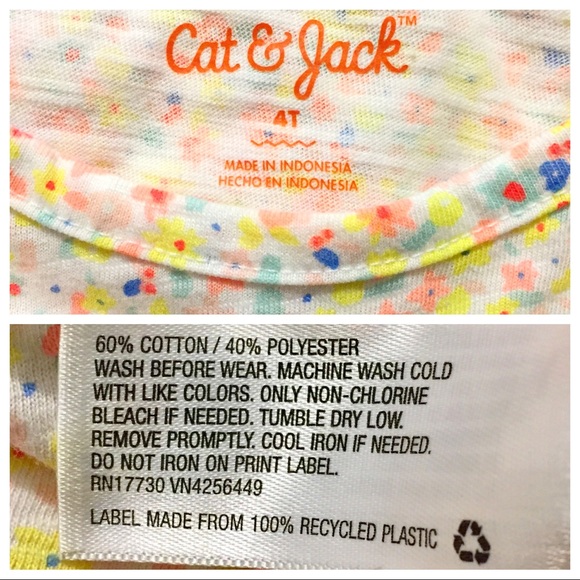 Cat & Jack™
4T
MADE IN INDONESIA
HECHO EN INDONESIA
60% COTTON / 40% POLYESTER
WASH BEFORE WEAR. MACHINE WASH COLD
WITH LIKE COLORS. ONLY NON-CHLORINE
BLEACH IF NEEDED. TUMBLE DRY LOW.
REMOVE PROMPTLY. COOL IRON IF NEEDED.
DO NOT IRON ON PRINT LABEL.
RN17730 VN4256449
LABEL MADE FROM 100% RECYCLED PLASTIC